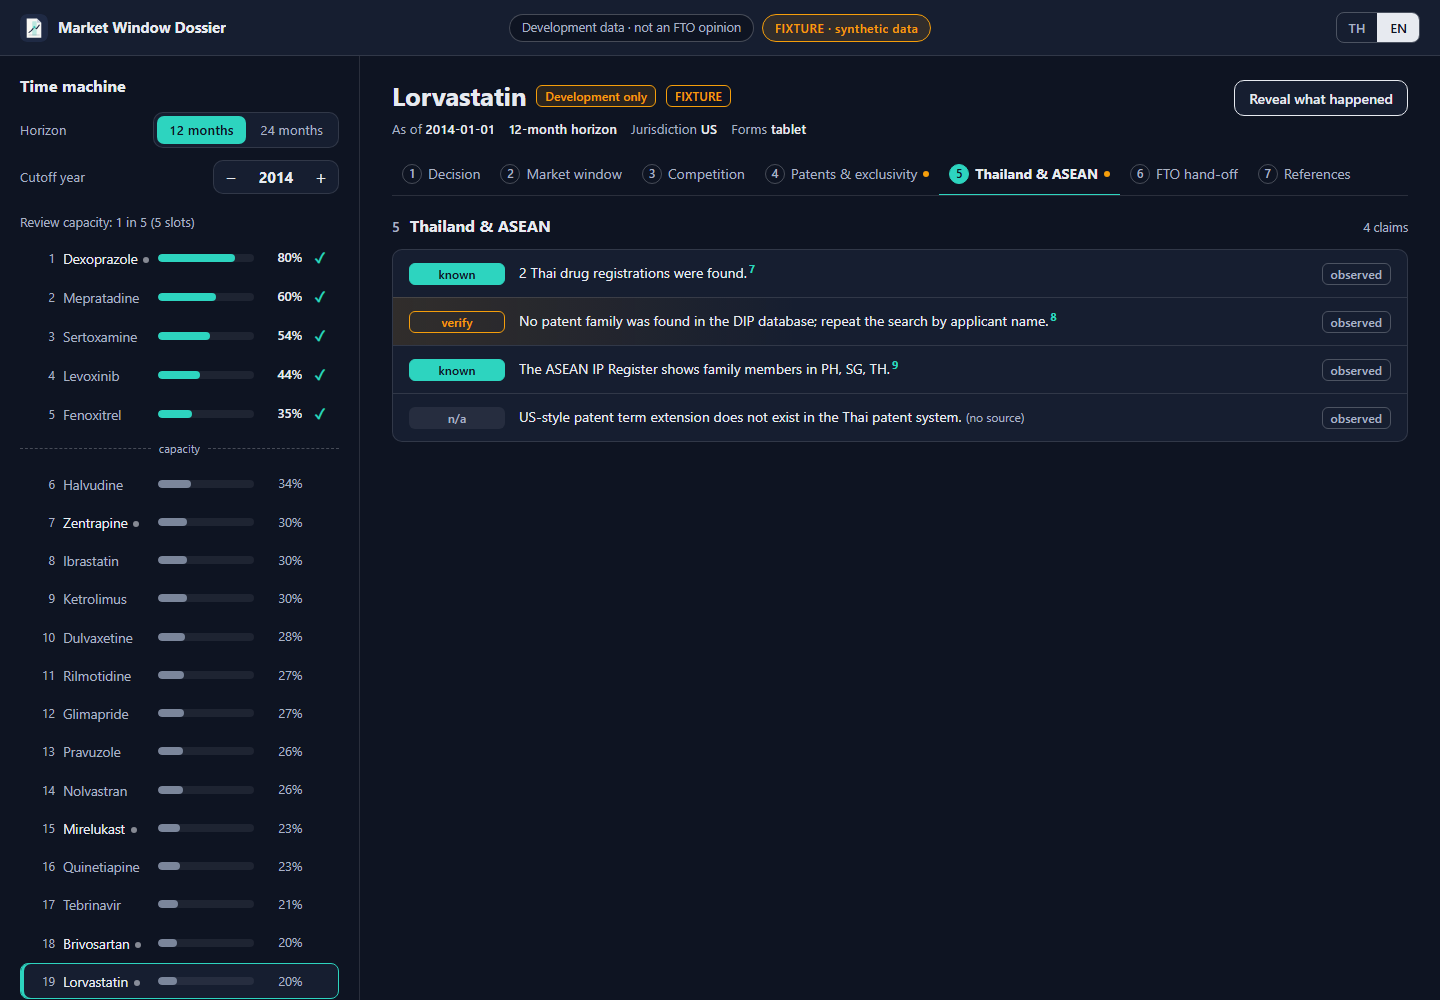 Market Window Dossier
Development data · not an FTO opinion
FIXTURE · synthetic data
TH
EN
Time machine
Horizon
12 months
24 months
Cutoff year
− 2014 +
Review capacity: 1 in 5 (5 slots)
1 Dexoprazole 80% ✓
2 Mepratadine 60% ✓
3 Sertoxamine 54% ✓
4 Levoxinib 44% ✓
5 Fenoxitrel 35% ✓
capacity
6 Halvudine 34%
7 Zentrapine 30%
8 Ibrastatin 30%
9 Ketrolimus 30%
10 Dulvaxetine 28%
11 Rilmotidine 27%
12 Glimapride 27%
13 Pravuzole 26%
14 Nolvastran 26%
15 Mirelukast 23%
16 Quinetiapine 23%
17 Tebrinavir 21%
18 Brivosartan 20%
19 Lorvastatin 20%
Lorvastatin
Development only
FIXTURE
Reveal what happened
As of 2014-01-01 12-month horizon Jurisdiction US Forms tablet
1 Decision
2 Market window
3 Competition
4 Patents & exclusivity
5 Thailand & ASEAN
6 FTO hand-off
7 References
5 Thailand & ASEAN
4 claims
known 2 Thai drug registrations were found. 7 observed
verify No patent family was found in the DIP database; repeat the search by applicant name. 8 observed
known The ASEAN IP Register shows family members in PH, SG, TH. 9 observed
n/a US-style patent term extension does not exist in the Thai patent system. (no source) observed